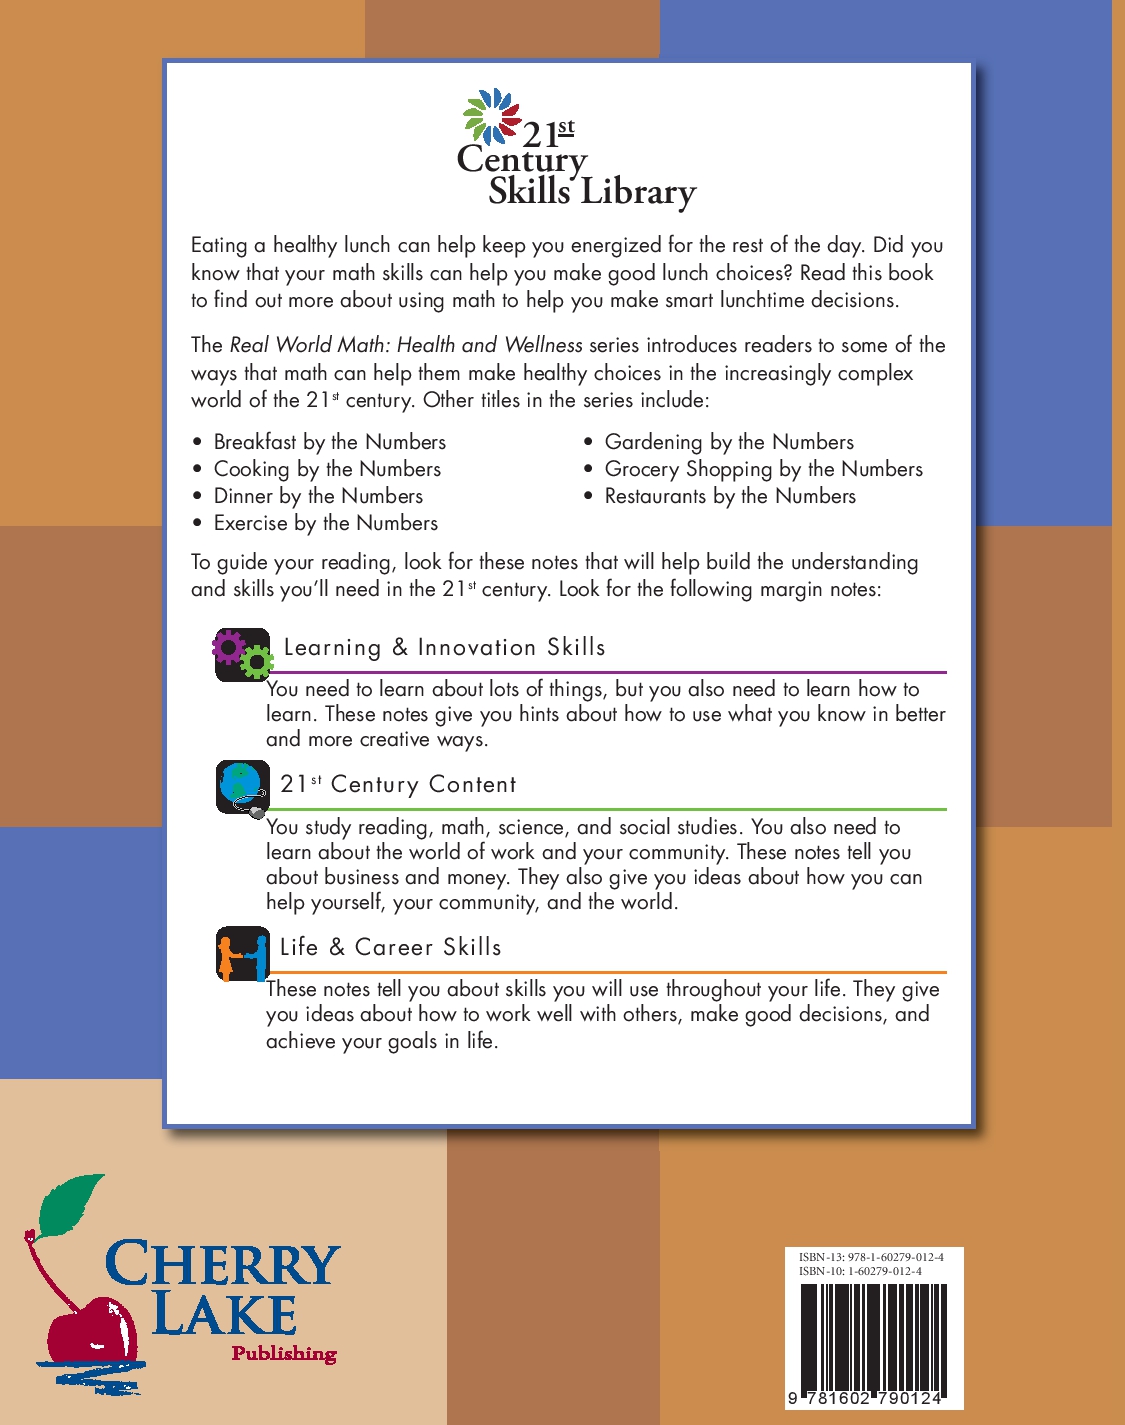 21st
Century
Skills Library
Eating a healthy lunch can help keep you energized for the rest of the day. Did you
know that your math skills can help you make good lunch choices? Read this book
to find out more about using math to help you make smart lunchtime decisions.
The Real World Math: Health and Wellness series introduces readers to some of the
ways that math can help them make healthy choices in the increasingly complex
world of the 21st century. Other titles in the series include:
• Breakfast by the Numbers
• Cooking by the Numbers
• Dinner by the Numbers
• Exercise by the Numbers
• Gardening by the Numbers
• Grocery Shopping by the Numbers
• Restaurants by the Numbers
To guide your reading, look for these notes that will help build the understanding
and skills you'll need in the 21st century. Look for the following margin notes:
Learning & Innovation Skills
You need to learn about lots of things, but you also need to learn how to
learn. These notes give you hints about how to use what you know in better
and more creative ways.
21st Century Content
You study reading, math, science, and social studies. You also need to
learn about the world of work and your community. These notes tell you
about business and money. They also give you ideas about how you can
help yourself, your community, and the world.
Life & Career Skills
These notes tell you about skills you will use throughout your life. They give
you ideas about how to work well with others, make good decisions, and
achieve your goals in life.
CHERRY
LAKE
Publishing
ISBN-13: 978-1-60279-012-4
ISBN-10: 1-60279-012-4
9 781602 790124